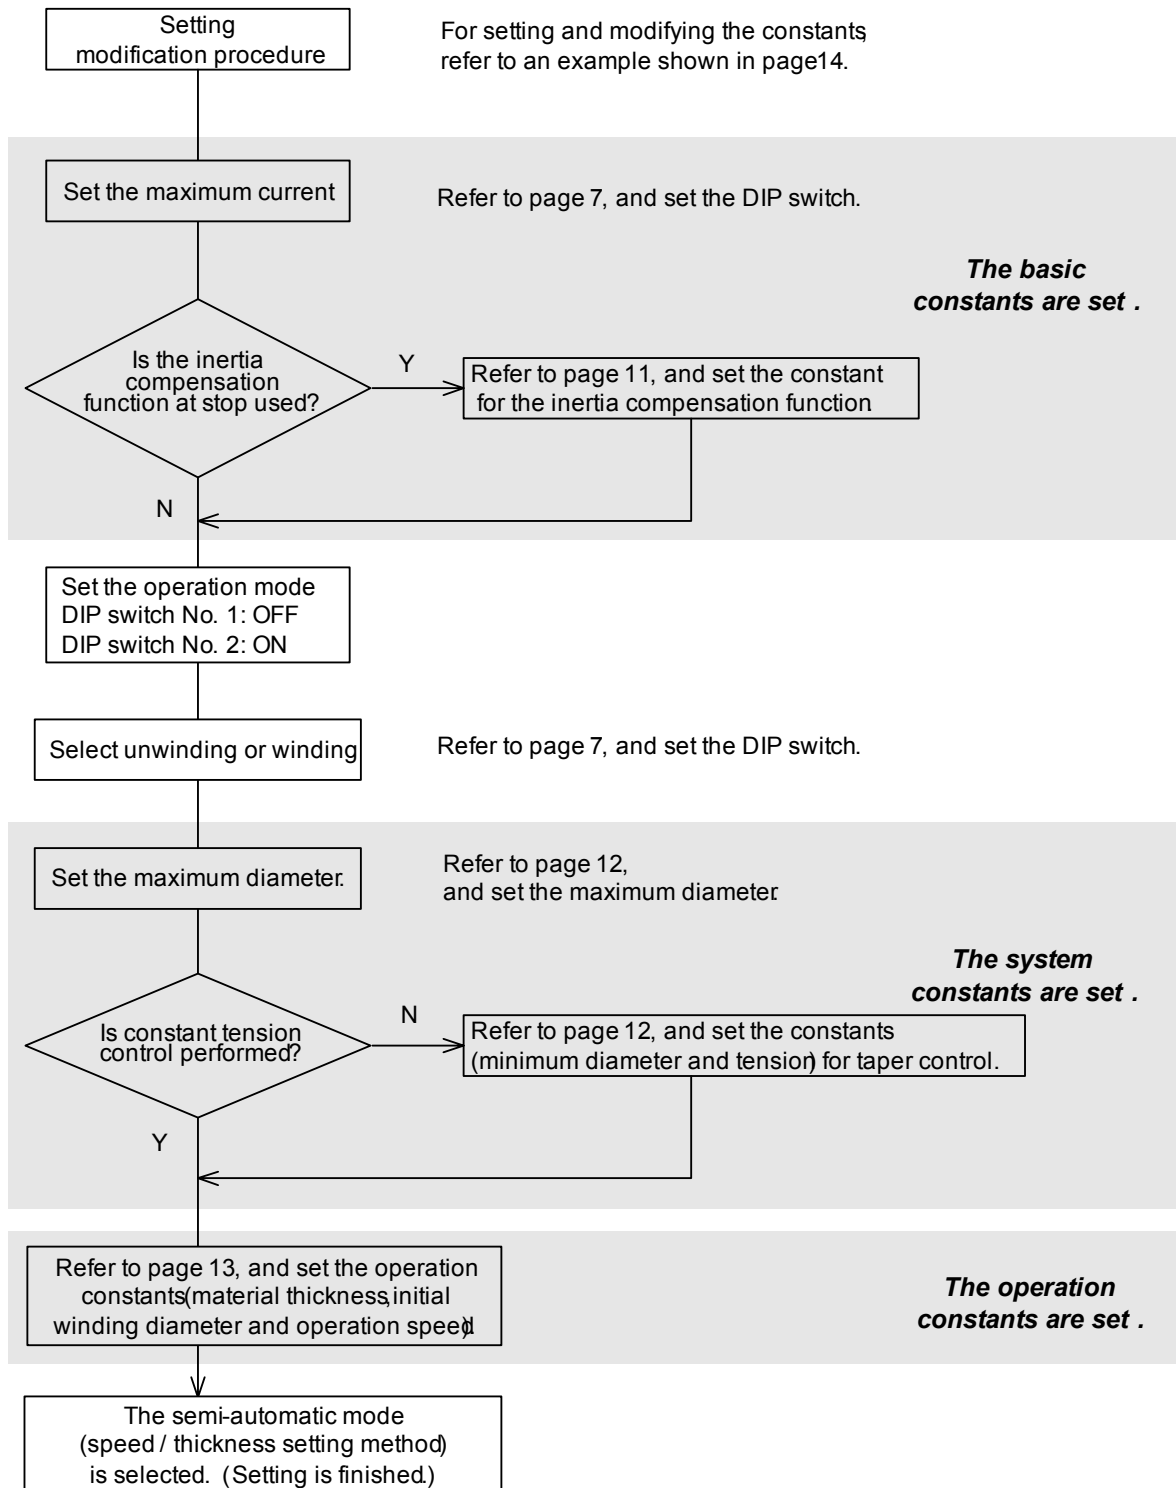 Setting
modification procedure
For setting and modifying the constants,
refer to an example shown in page14.
Set the maximum current
Refer to page 7, and set the DIP switch.
The basic
constants are set .
Is the inertia
compensation
function at stop used?
Y
Refer to page 11, and set the constant
for the inertia compensation function.
N
Set the operation mode
DIP switch No. 1: OFF
DIP switch No. 2: ON
Select unwinding or winding
Refer to page 7, and set the DIP switch.
Set the maximum diameter.
Refer to page 12,
and set the maximum diameter.
The system
constants are set .
Is constant tension
control performed?
N
Refer to page 12, and set the constants
(minimum diameter and tension) for taper control.
Y
Refer to page 13, and set the operation
constants(material thickness,initial
winding diameter and operation speed).
The operation
constants are set .
The semi-automatic mode
(speed / thickness setting method)
is selected. (Setting is finished.)